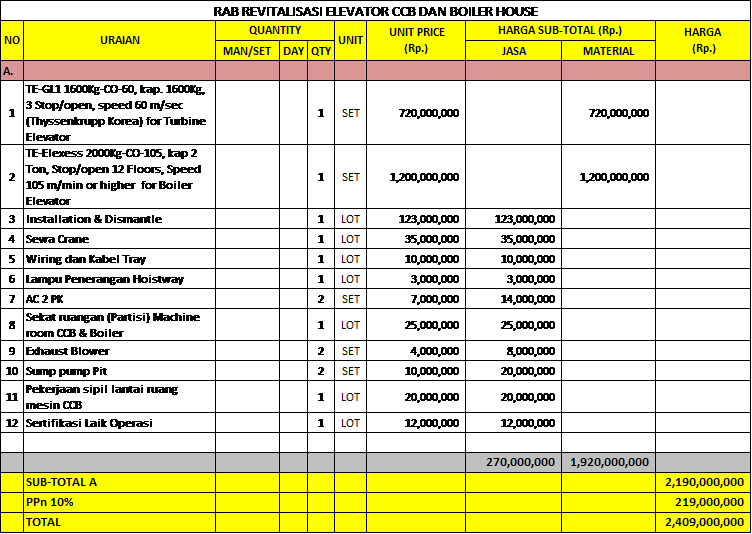 RAB REVITALISASI ELEVATOR CCB DAN BOILER HOUSE
NO URAIAN QUANTITY UNIT UNIT PRICE (Rp.) HARGA SUB-TOTAL (Rp.) HARGA (Rp.)
MAN/SET DAY QTY JASA MATERIAL
A.
1 TE-GL1 1600Kg-CO-60, kap. 1600Kg, 1 SET 720,000,000 720,000,000
3 Stop/open, speed 60 m/sec
(Thyssenkrupp Korea) for Turbine
Elevator
2 TE-Elexess 2000Kg-CO-105, kap 2 1 SET 1,200,000,000 1,200,000,000
Ton, Stop/open 12 Floors, Speed
105 m/min or higher for Boiler
Elevator
3 Installation & Dismantle 1 LOT 123,000,000 123,000,000
4 Sewa Crane 1 LOT 35,000,000 35,000,000
5 Wiring dan Kabel Tray 1 LOT 10,000,000 10,000,000
6 Lampu Penerangan Hoistway 1 LOT 3,000,000 3,000,000
7 AC 2 PK 2 SET 7,000,000 14,000,000
8 Sekat ruangan (Partisi) Machine 1 LOT 25,000,000 25,000,000
room CCB & Boiler
9 Exhaust Blower 2 SET 4,000,000 8,000,000
10 Sump pump Pit 2 SET 10,000,000 20,000,000
11 Pekerjaan sipil lantai ruang 1 LOT 20,000,000 20,000,000
mesin CCB
12 Sertifikasi Laik Operasi 1 LOT 12,000,000 12,000,000
270,000,000 1,920,000,000
SUB-TOTAL A 2,190,000,000
PPn 10% 219,000,000
TOTAL 2,409,000,000